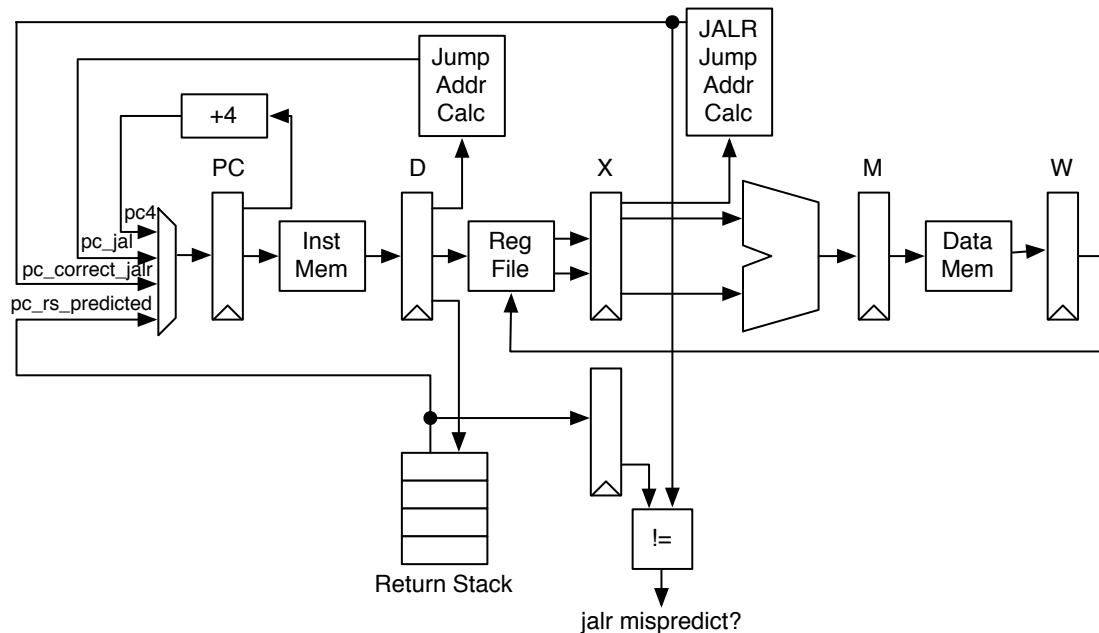 JALR
Jump
Addr
Calc
Jump
Addr
Calc
+4
PC
D
X
M
W
pc4
pc_jal
pc_correct_jalr
pc_rs_predicted
Inst
Mem
Reg
File
Data
Mem
Return Stack
!=
jalr mispredict?